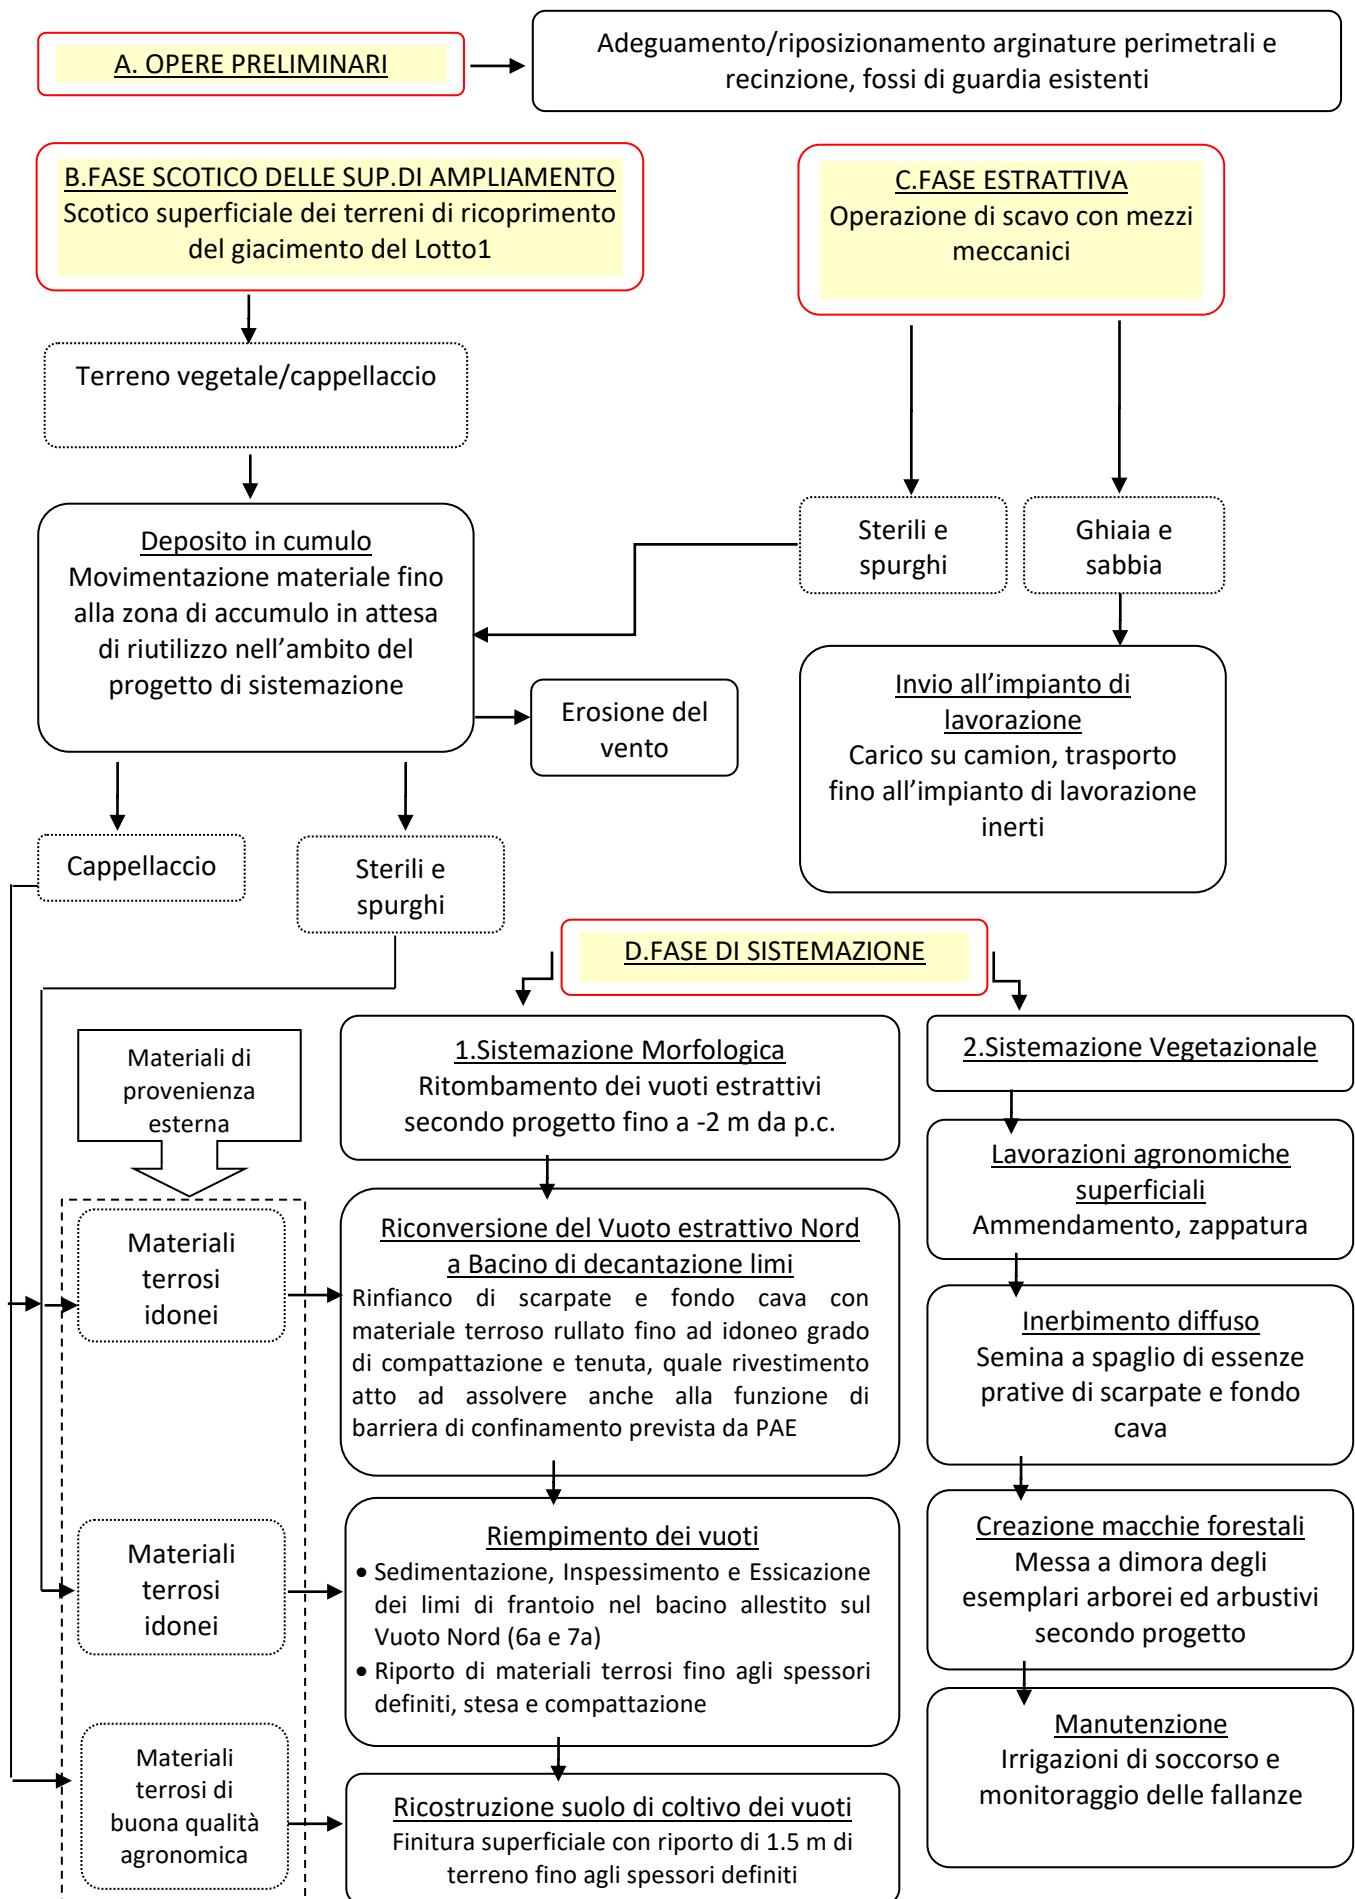 A. OPERE PRELIMINARI
Adeguamento/riposizionamento arginature perimetrali e
recinzione, fossi di guardia esistenti
B.FASE SCOTICO DELLE SUP.DI AMPLIAMENTO
Scotico superficiale dei terreni di ricoprimento
del giacimento del Lotto1
C.FASE ESTRATTIVA
Operazione di scavo con mezzi
meccanici
Terreno vegetale/cappellaccio
Deposito in cumulo
Movimentazione materiale fino
alla zona di accumulo in attesa
di riutilizzo nell’ambito del
progetto di sistemazione
Sterili e
spurghi
Ghiaia e
sabbia
Erosione del
vento
Invio all’impianto di
lavorazione
Carico su camion, trasporto
fino all’impianto di lavorazione
inerti
Cappellaccio
Sterili e
spurghi
D.FASE DI SISTEMAZIONE
Materiali di
provenienza
esterna
1.Sistemazione Morfologica
Ritombamento dei vuoti estrattivi
secondo progetto fino a -2 m da p.c.
2.Sistemazione Vegetazionale
Materiali
terrosi
idonei
Riconversione del Vuoto estrattivo Nord
a Bacino di decantazione limi
Rinfianco di scarpate e fondo cava con
materiale terroso rullato fino ad idoneo grado
di compattazione e tenuta, quale rivestimento
atto ad assolvere anche alla funzione di
barriera di confinamento prevista da PAE
Lavorazioni agronomiche
superficiali
Ammendamento, zappatura
Inerbimento diffuso
Semina a spaglio di essenze
prative di scarpate e fondo
cava
Materiali
terrosi
idonei
Riempimento dei vuoti
• Sedimentazione, Inspessimento e Essicazione
dei limi di frantoio nel bacino allestito sul
Vuoto Nord (6a e 7a)
• Riporto di materiali terrosi fino agli spessori
definiti, stesa e compattazione
Creazione macchie forestali
Messa a dimora degli
esemplari arborei ed arbustivi
secondo progetto
Materiali
terrosi di
buona qualità
agronomica
Ricostruzione suolo di coltivo dei vuoti
Finitura superficiale con riporto di 1.5 m di
terreno fino agli spessori definiti
Manutenzione
Irrigazioni di soccorso e
monitoraggio delle fallanze